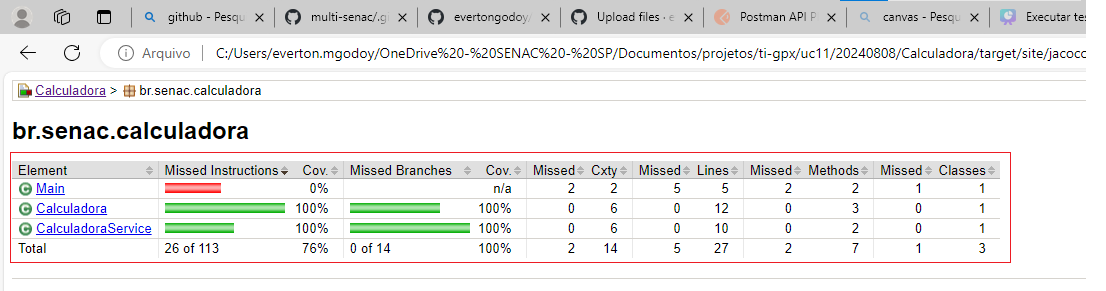 github - Pesqu
multi-senac/.gi
evertongodoy/
Upload files · e
Postman API P
canvas - Pesqu
Executar tes
Arquivo
C:/Users/everton.mgodoy/OneDrive%20-%20SENAC%20-%20SP/Documentos/projetos/ti-gpx/uc11/20240808/Calculadora/target/site/jacoco
Calculadora > br.senac.calculadora
br.senac.calculadora
Element Missed Instructions Cov. Missed Branches Cov. Missed Cxty Missed Lines Missed Methods Missed Classes
Main 0% n/a 2 2 5 5 2 2 1 1
Calculadora 100% 100% 0 6 0 12 0 3 0 1
CalculadoraService 100% 100% 0 6 0 10 0 2 0 1
Total 26 of 113 76% 0 of 14 100% 2 14 5 27 2 7 1 3